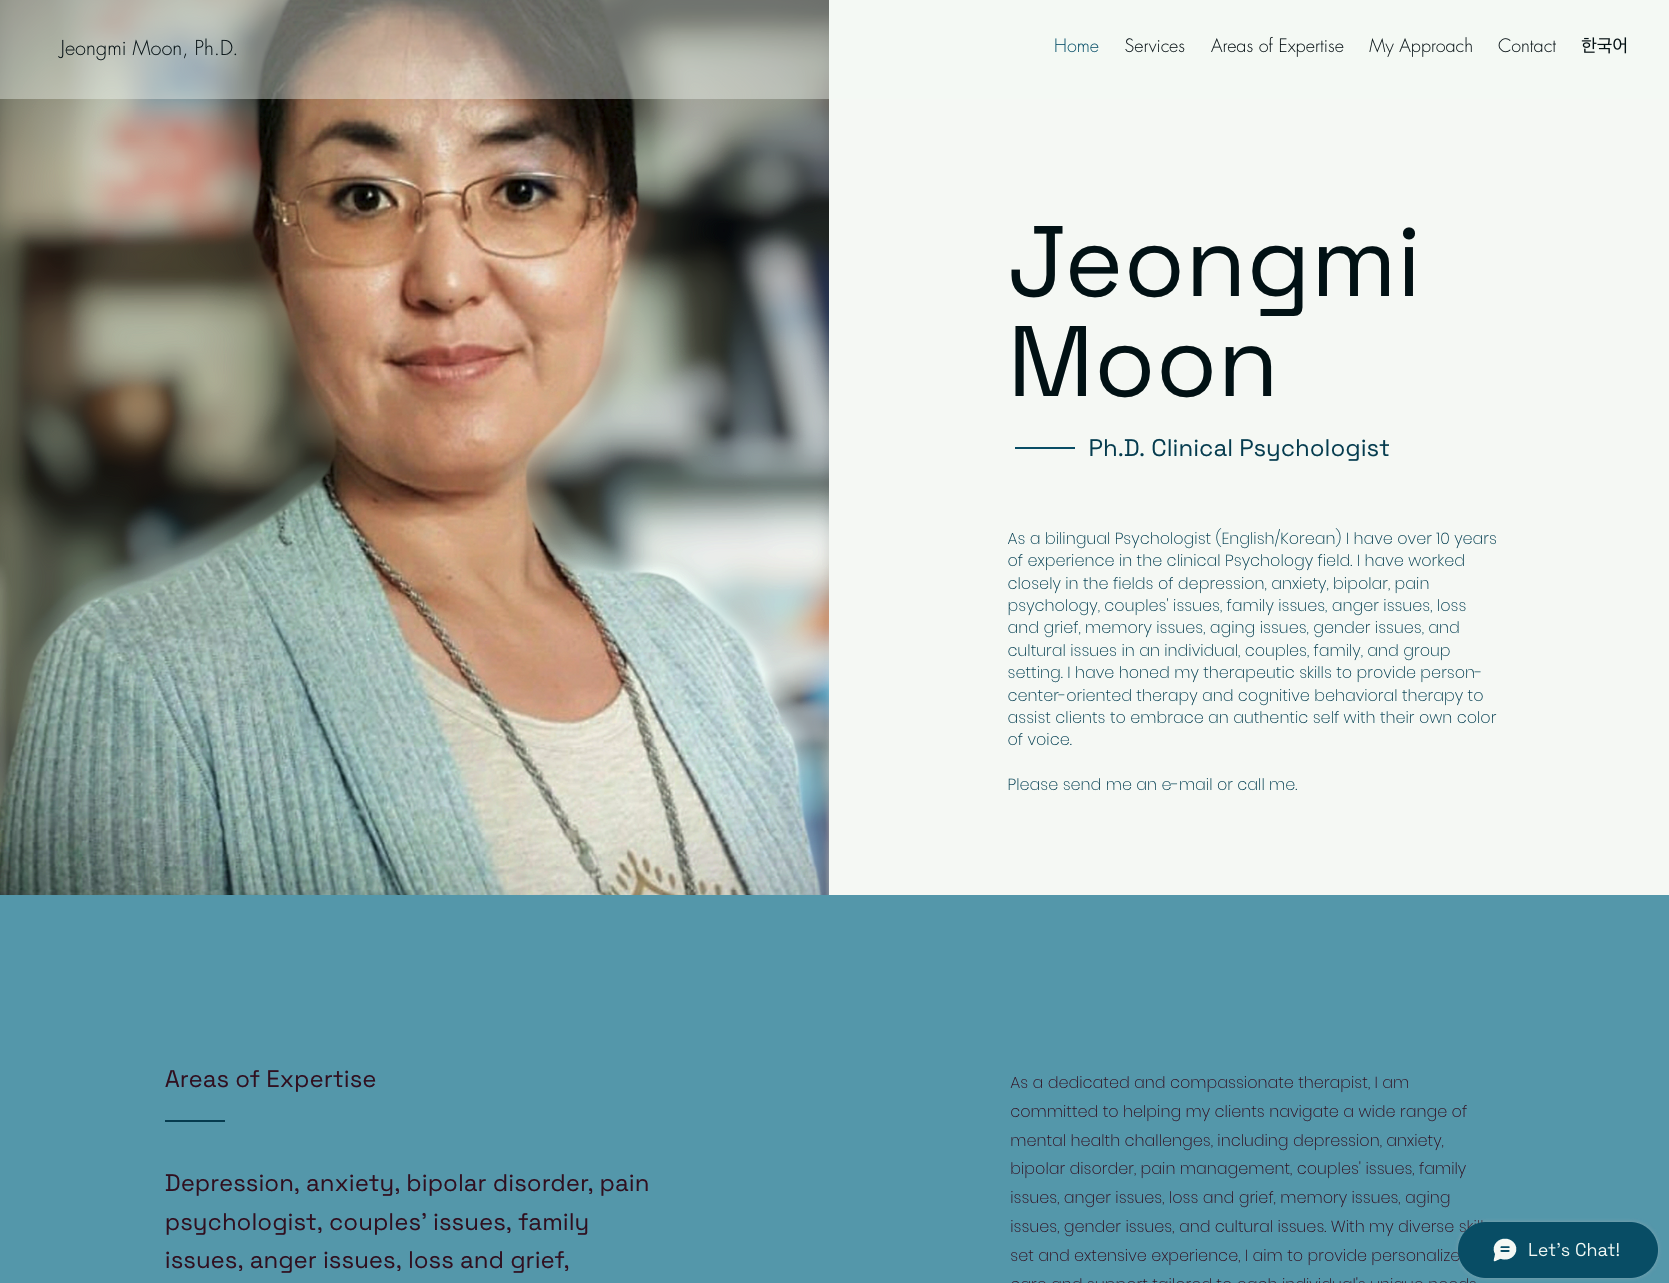 Jeongmi Moon, Ph.D.
Home Services Areas of Expertise My Approach Contact 한국어
Jeongmi
Moon
Ph.D. Clinical Psychologist
As a bilingual Psychologist (English/Korean) I have over 10 years
of experience in the clinical Psychology field. I have worked
closely in the fields of depression, anxiety, bipolar, pain
psychology, couples' issues, family issues, anger issues, loss
and grief, memory issues, aging issues, gender issues, and
cultural issues in an individual, couples, family, and group
setting. I have honed my therapeutic skills to provide person-
center-oriented therapy and cognitive behavioral therapy to
assist clients to embrace an authentic self with their own color
of voice.
Please send me an e-mail or call me.
Areas of Expertise
Depression, anxiety, bipolar disorder, pain
psychologist, couples' issues, family
issues, anger issues, loss and grief,
As a dedicated and compassionate therapist, I am
committed to helping my clients navigate a wide range of
mental health challenges, including depression, anxiety,
bipolar disorder, pain management, couples' issues, family
issues, anger issues, loss and grief, memory issues, aging
issues, gender issues, and cultural issues. With my diverse
set and extensive experience, I aim to provide
Let's Chat!